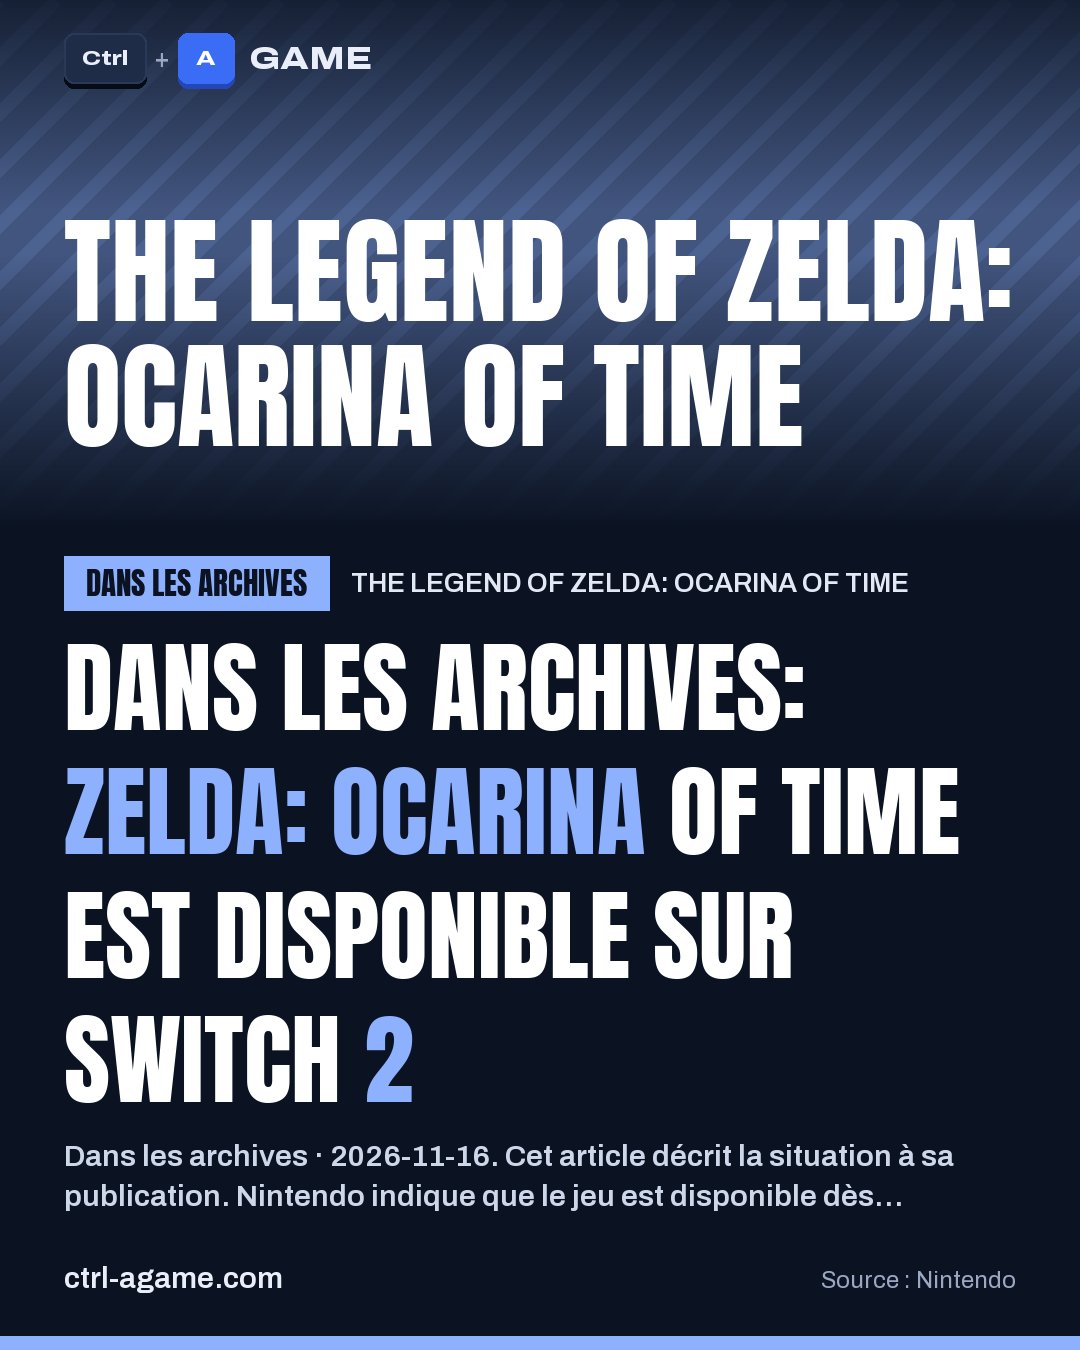 Ctrl + A GAME
THE LEGEND OF ZELDA:
OCARINA OF TIME
DANS LES ARCHIVES THE LEGEND OF ZELDA: OCARINA OF TIME
DANS LES ARCHIVES:
ZELDA: OCARINA OF TIME
EST DISPONIBLE SUR
SWITCH 2
Dans les archives · 2026-11-16. Cet article décrit la situation à sa
publication. Nintendo indique que le jeu est disponible dès…
ctrl-agame.com Source : Nintendo